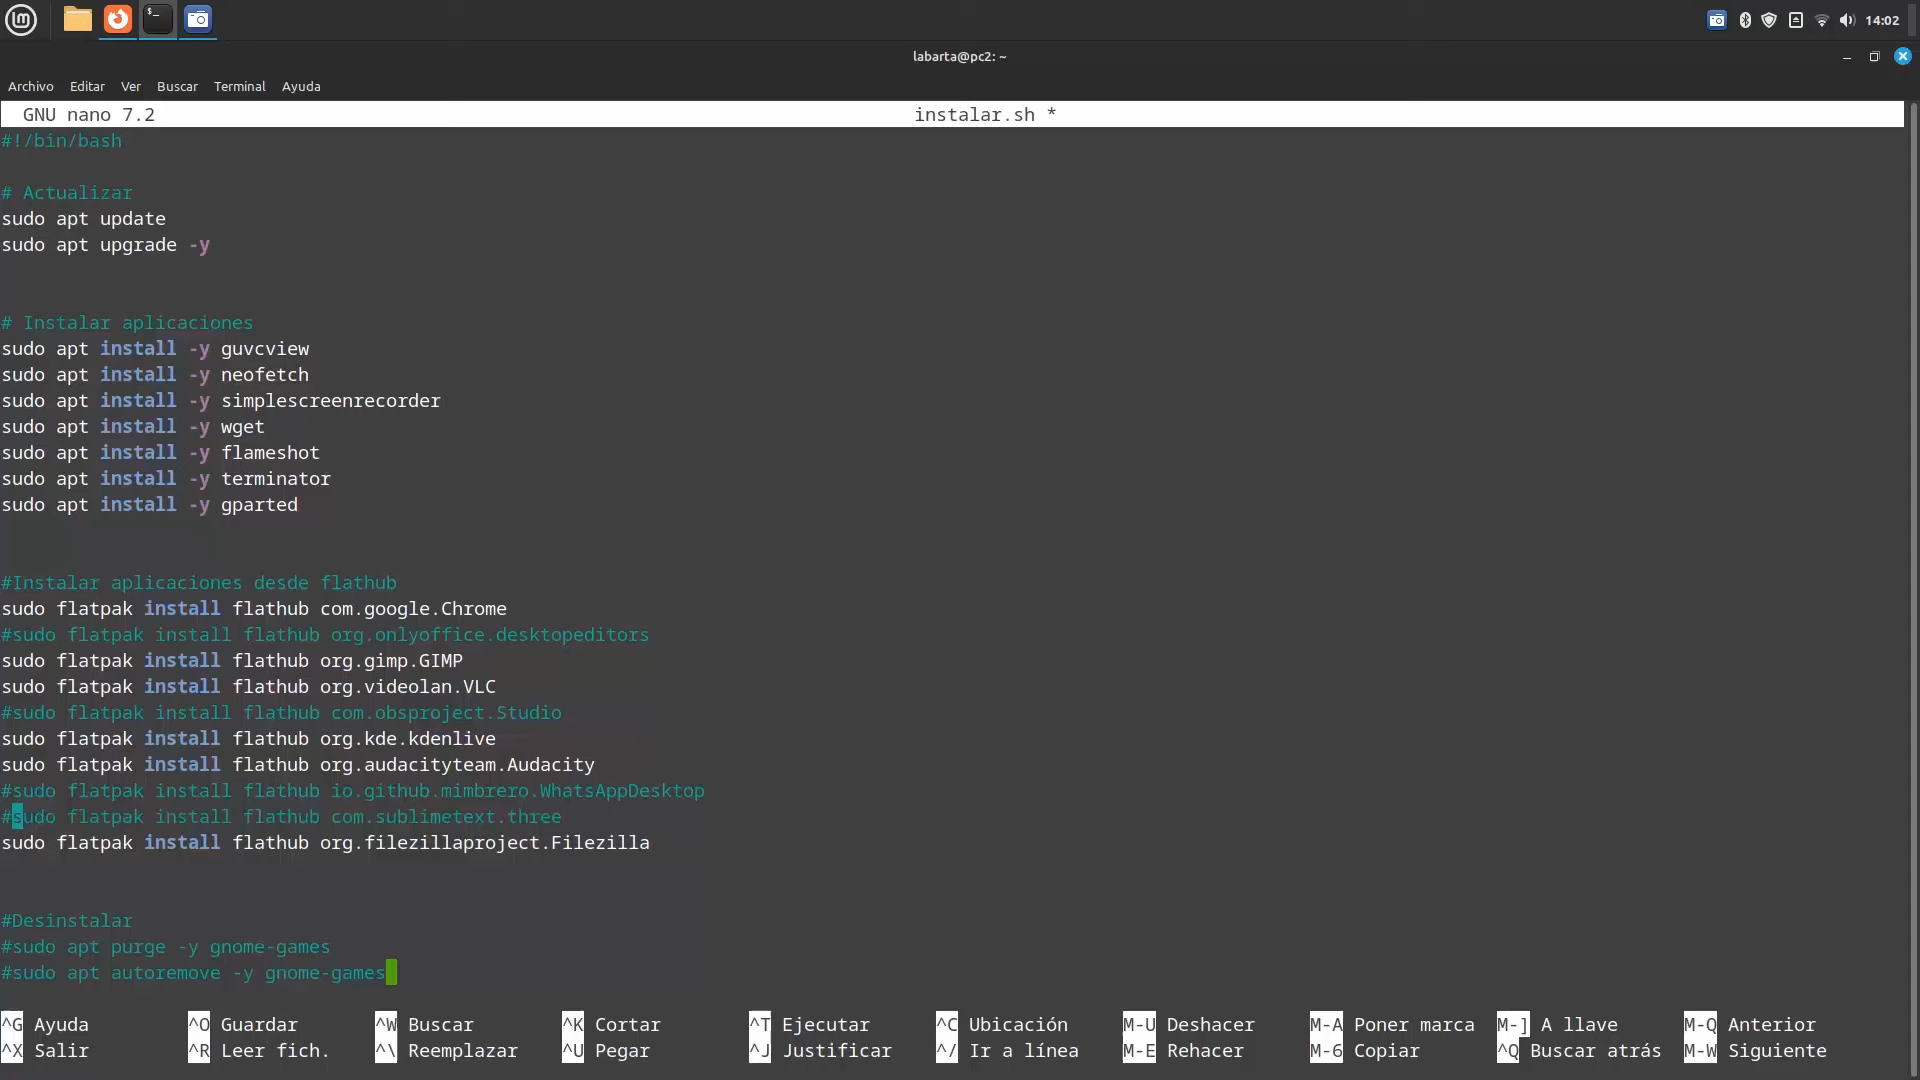 14:02
labarta@pc2: ~
Archivo Editar Ver Buscar Terminal Ayuda
GNU nano 7.2 instalar.sh *
#!/bin/bash
# Actualizar
sudo apt update
sudo apt upgrade -y
# Instalar aplicaciones
sudo apt install -y guvcview
sudo apt install -y neofetch
sudo apt install -y simplescreenrecorder
sudo apt install -y wget
sudo apt install -y flameshot
sudo apt install -y terminator
sudo apt install -y gparted
#Instalar aplicaciones desde flathub
sudo flatpak install flathub com.google.Chrome
#sudo flatpak install flathub org.onlyoffice.desktopeditors
sudo flatpak install flathub org.gimp.GIMP
sudo flatpak install flathub org.videolan.VLC
#sudo flatpak install flathub com.obsproject.Studio
sudo flatpak install flathub org.kde.kdenlive
sudo flatpak install flathub org.audacityteam.Audacity
#sudo flatpak install flathub io.github.mimbrero.WhatsAppDesktop
#sudo flatpak install flathub com.sublimetext.three
sudo flatpak install flathub org.filezillaproject.Filezilla
#Desinstalar
#sudo apt purge -y gnome-games
#sudo apt autoremove -y gnome-games
^G Ayuda ^O Guardar ^W Buscar ^K Cortar ^T Ejecutar ^C Ubicación M-U Deshacer M-A Poner marca M-] A llave M-Q Anterior
^X Salir ^R Leer fich. ^\ Reemplazar ^U Pegar ^J Justificar ^/ Ir a línea M-E Rehacer M-6 Copiar ^Q Buscar atrás M-W Siguiente